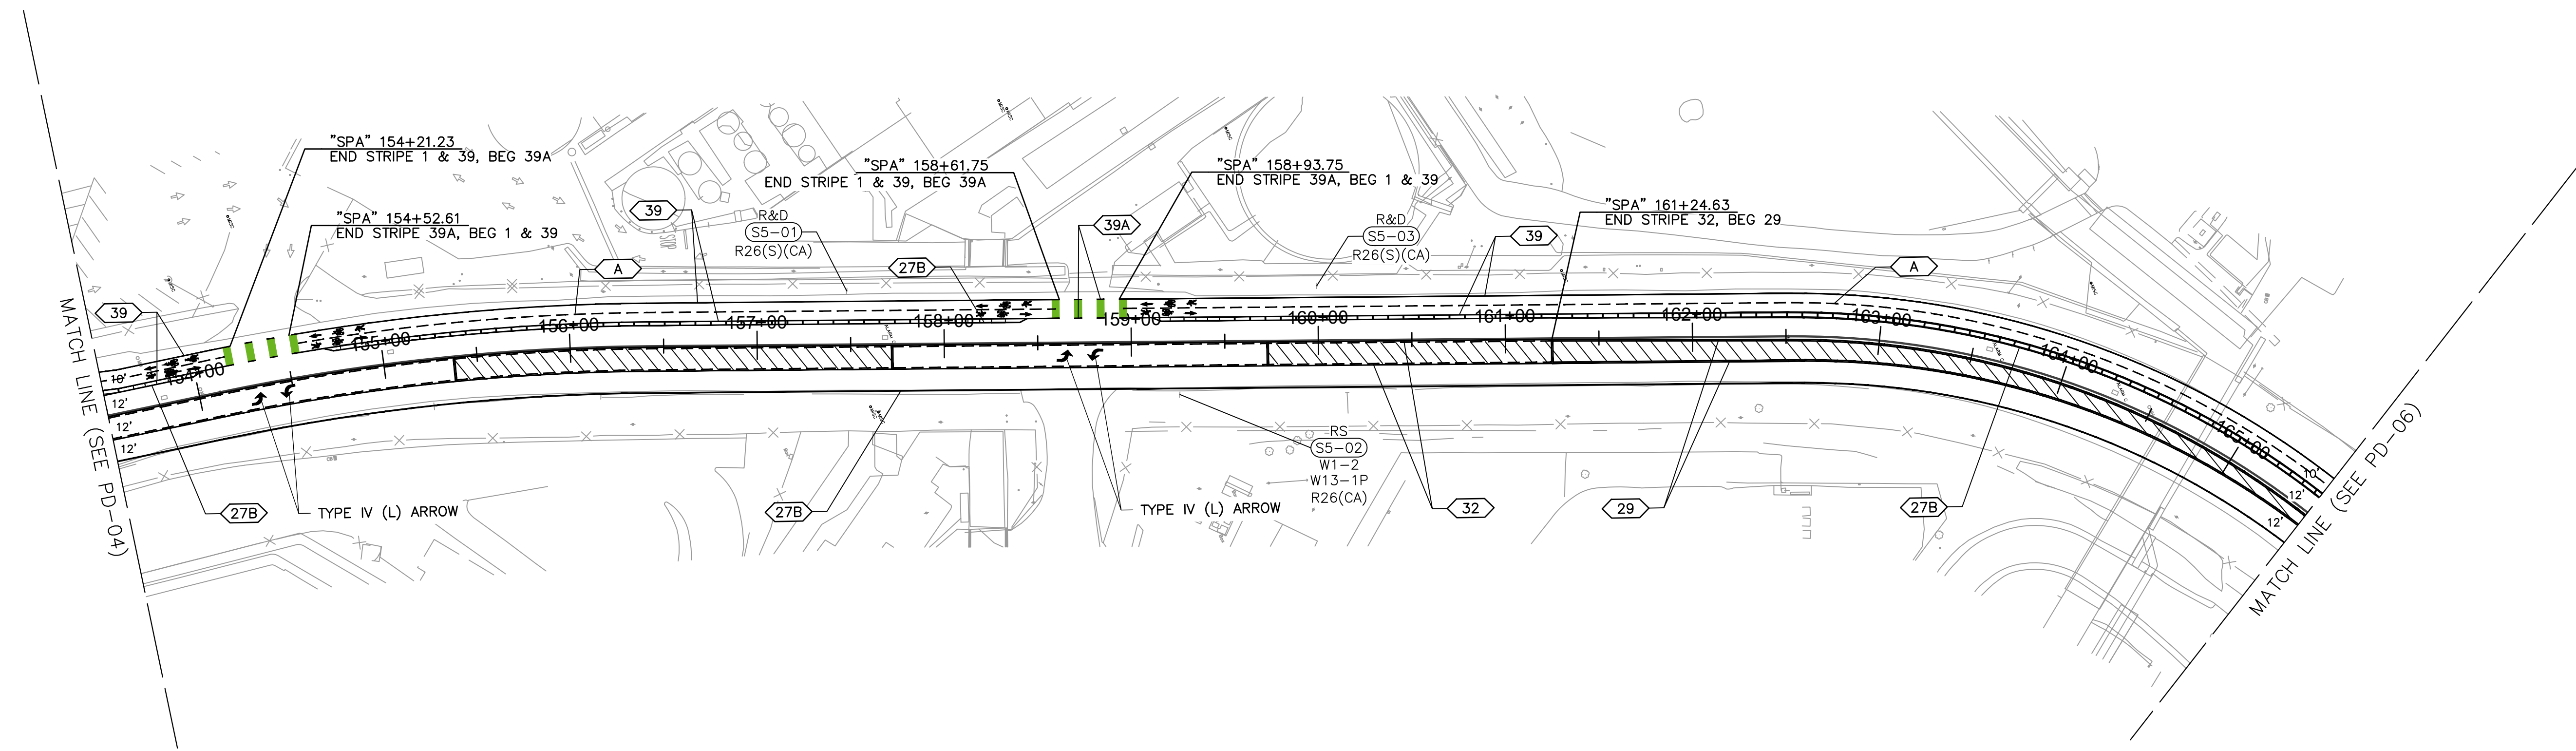 "SPA" 154+21.23
END STRIPE 1 & 39, BEG 39A
"SPA" 154+52.61
END STRIPE 39A, BEG 1 & 39
"SPA" 158+61.75
END STRIPE 1 & 39, BEG 39A
"SPA" 158+93.75
END STRIPE 39A, BEG 1 & 39
"SPA" 161+24.63
END STRIPE 32, BEG 29
39
R&D
S5-01
R26(S)(CA)
39A
R&D
S5-03
R26(S)(CA)
39
A
27B
A
39
MATCH LINE (SEE PD-04)
10'
12'
12'
12'
154+00
155+00
156+00
157+00
158+00
159+00
160+00
161+00
162+00
163+00
164+00
165+00
10'
12'
12'
RS
S5-02
W1-2
W13-1P
R26(CA)
27B
TYPE IV (L) ARROW
27B
TYPE IV (L) ARROW
32
29
27B
MATCH LINE (SEE PD-06)